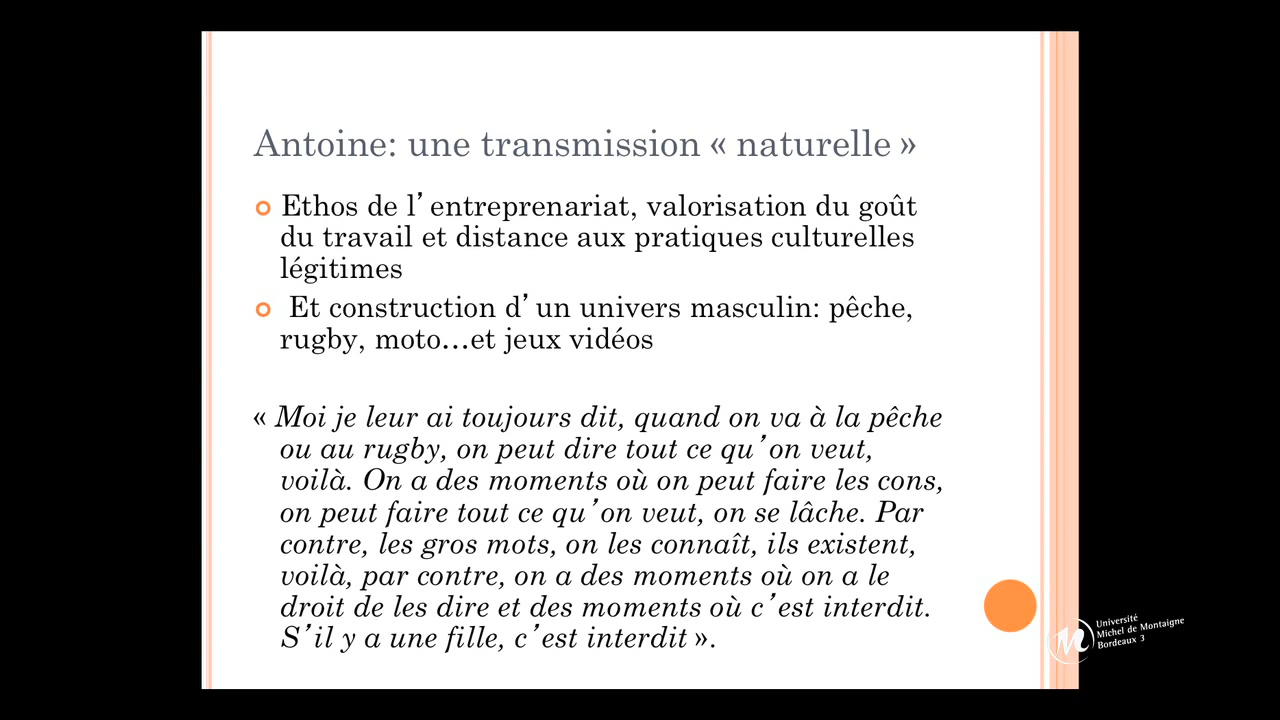 Antoine: une transmission « naturelle »
Ethos de l’entreprenariat, valorisation du goût
du travail et distance aux pratiques culturelles
légitimes
Et construction d’un univers masculin: pêche,
rugby, moto…et jeux vidéos
« Moi je leur ai toujours dit, quand on va à la pêche
ou au rugby, on peut dire tout ce qu’on veut,
voilà. On a des moments où on peut faire les cons,
on peut faire tout ce qu’on veut, on se lâche. Par
contre, les gros mots, on les connaît, ils existent,
voilà, par contre, on a des moments où on a le
droit de les dire et des moments où c’est interdit.
S’il y a une fille, c’est interdit ».
Université
Michel de Montaigne
Bordeaux 3